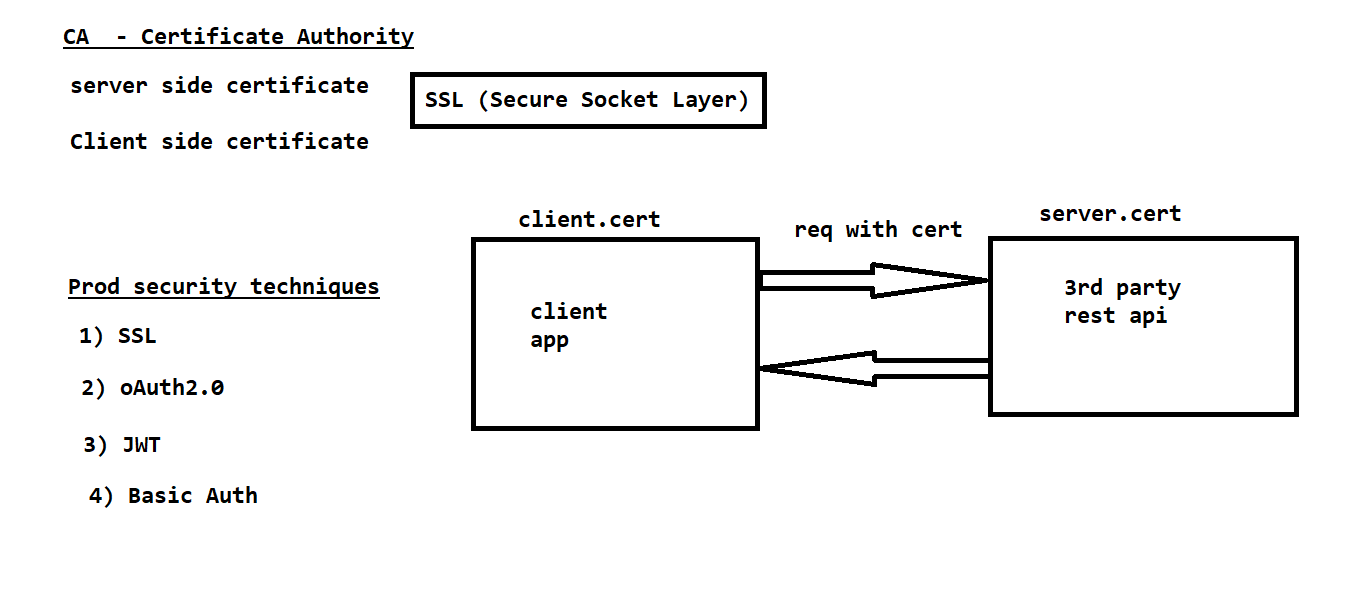 CA  - Certificate Authority
server side certificate
SSL (Secure Socket Layer)
Client side certificate
client.cert
req with cert
server.cert
client
app
3rd party
rest api
Prod security techniques
1) SSL
2) oAuth2.0
3) JWT
4) Basic Auth